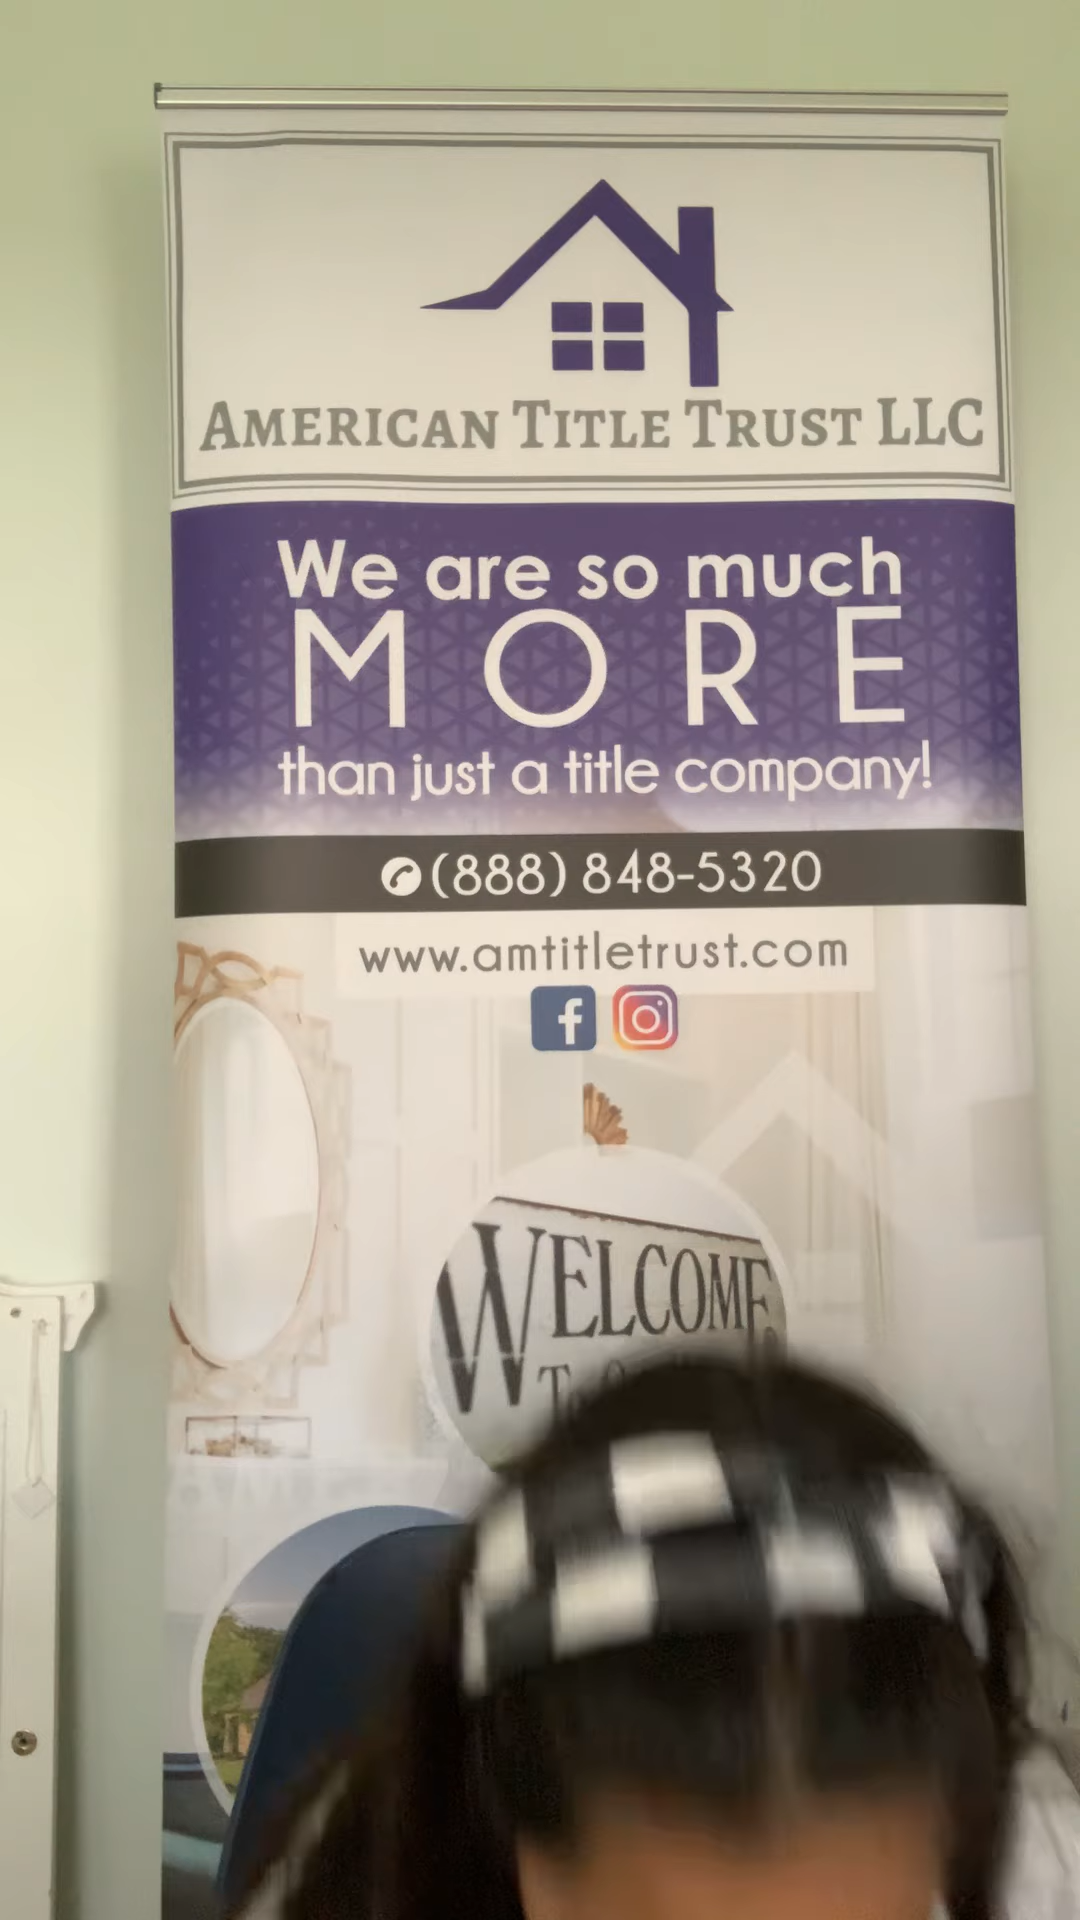 AMERICAN TITLE TRUST LLC
We are so much
MORE
than just a title company!
(888) 848-5320
www.amtitletrust.com
f
WELCOME